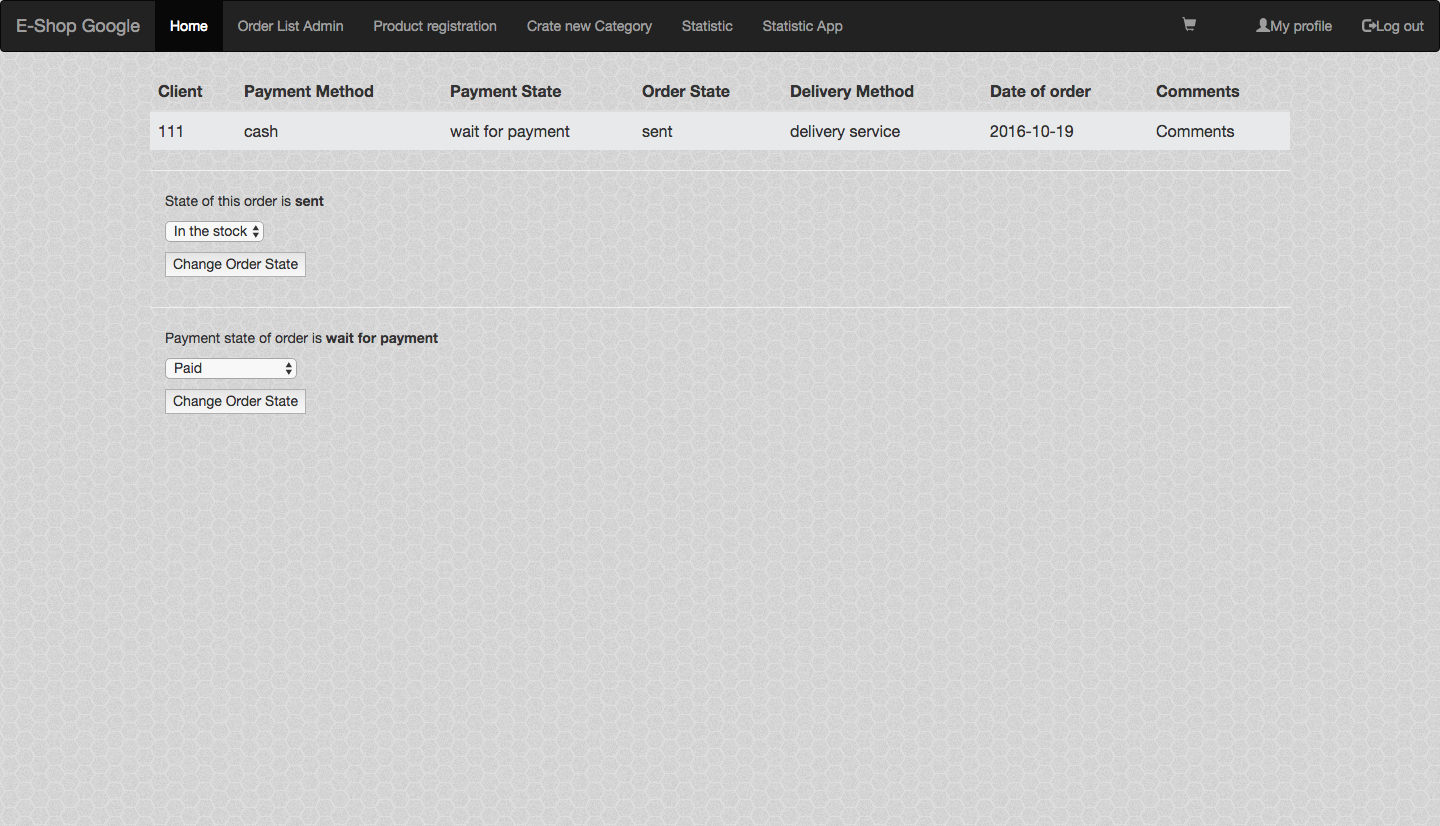 E-Shop Google Home Order List Admin Product registration Crate new Category Statistic Statistic App My profile Log out
Client Payment Method Payment State Order State Delivery Method Date of order Comments
111 cash wait for payment sent delivery service 2016-10-19 Comments
State of this order is sent
In the stock
Change Order State
Payment state of order is wait for payment
Paid
Change Order State